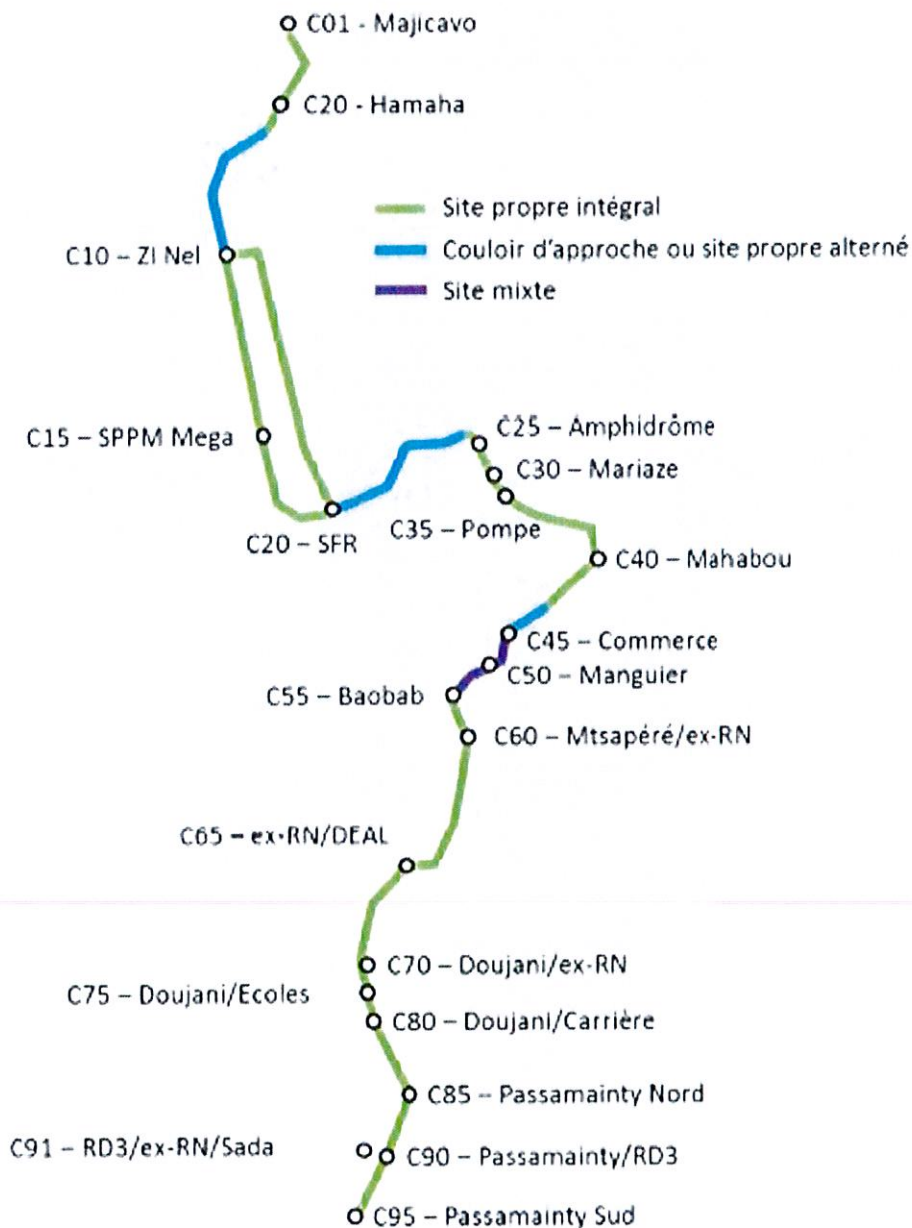 C01 - Majicavo
C20 - Hamaha
Site propre intégral
C10 – ZI Nel
Couloir d'approche ou site propre alterné
Site mixte
C15 – SPPM Mega
C25 – Amphidrôme
C30 – Mariaze
C20 – SFR
C35 – Pompe
C40 – Mahabou
C45 – Commerce
C50 – Manguier
C55 – Baobab
C60 – Mtsapéré/ex-RN
C65 – ex-RN/DEAL
C70 – Doujani/ex-RN
C75 – Doujani/Ecoles
C80 – Doujani/Carrière
C85 – Passamainty Nord
C91 – RD3/ex-RN/Sada
C90 – Passamainty/RD3
C95 – Passamainty Sud